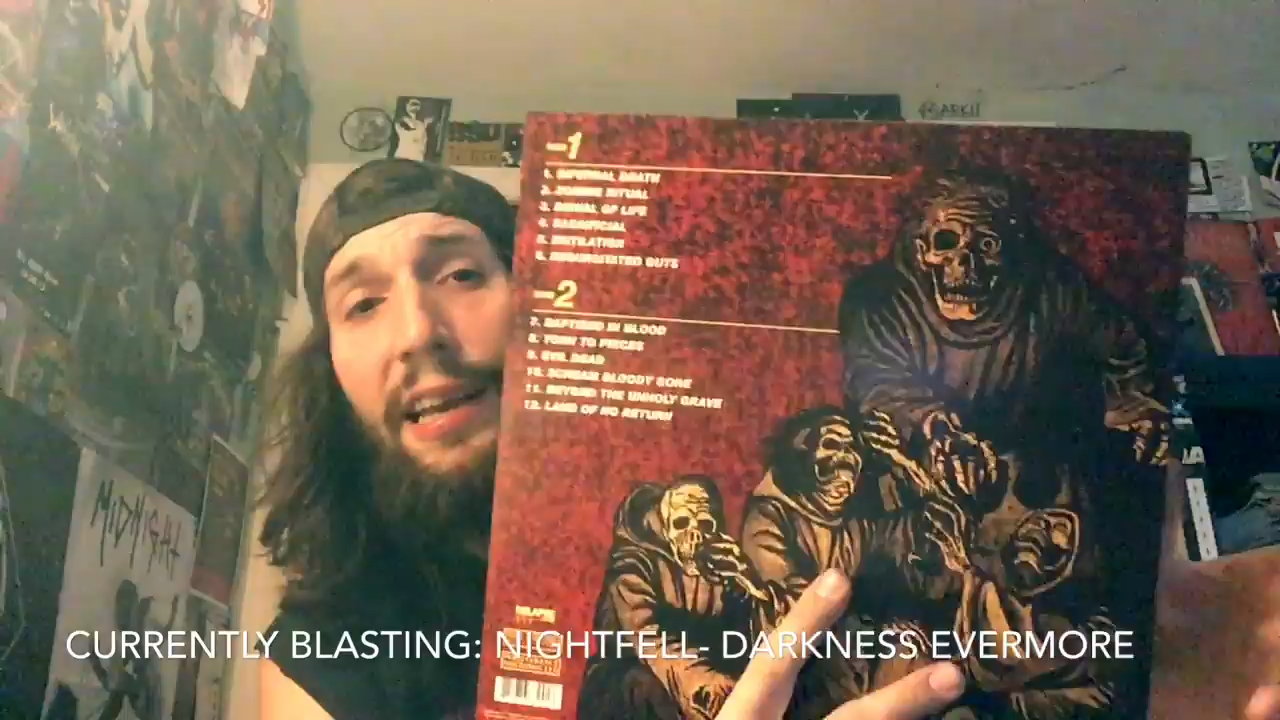 ARKII
-1
1. INFERNAL DEATH
2. ZOMBIE RITUAL
3. DENIAL OF LIFE
4. SACRIFICIAL
5. MUTILATION
6. REGURGITATED GUTS
-2
7. BAPTIZED IN BLOOD
8. TORN TO PIECES
9. EVIL DEAD
10. SCREAM BLOODY GORE
11. BEYOND THE UNHOLY GRAVE
12. LAND OF NO RETURN
MIDNIGHT
RELAPSE
CURRENTLY BLASTING: NIGHTFELL- DARKNESS EVERMORE